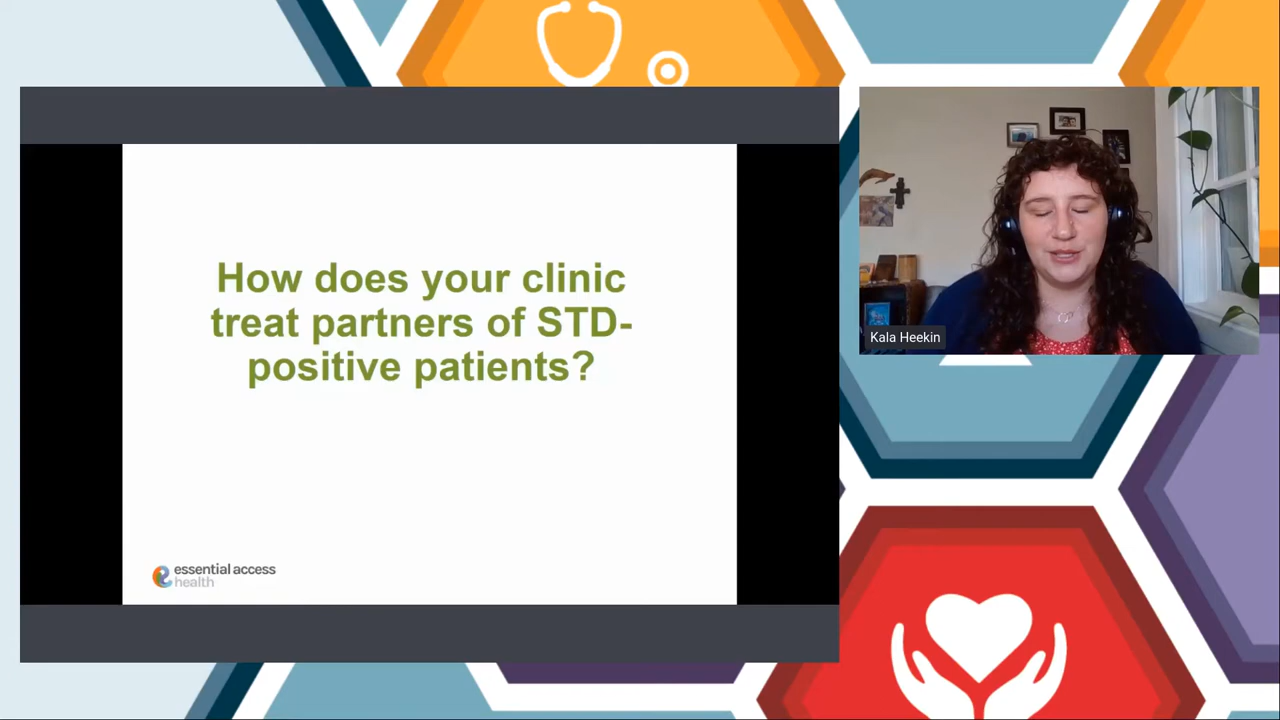 How does your clinic
treat partners of STD-
positive patients?
essential access
health
Kala Heekin